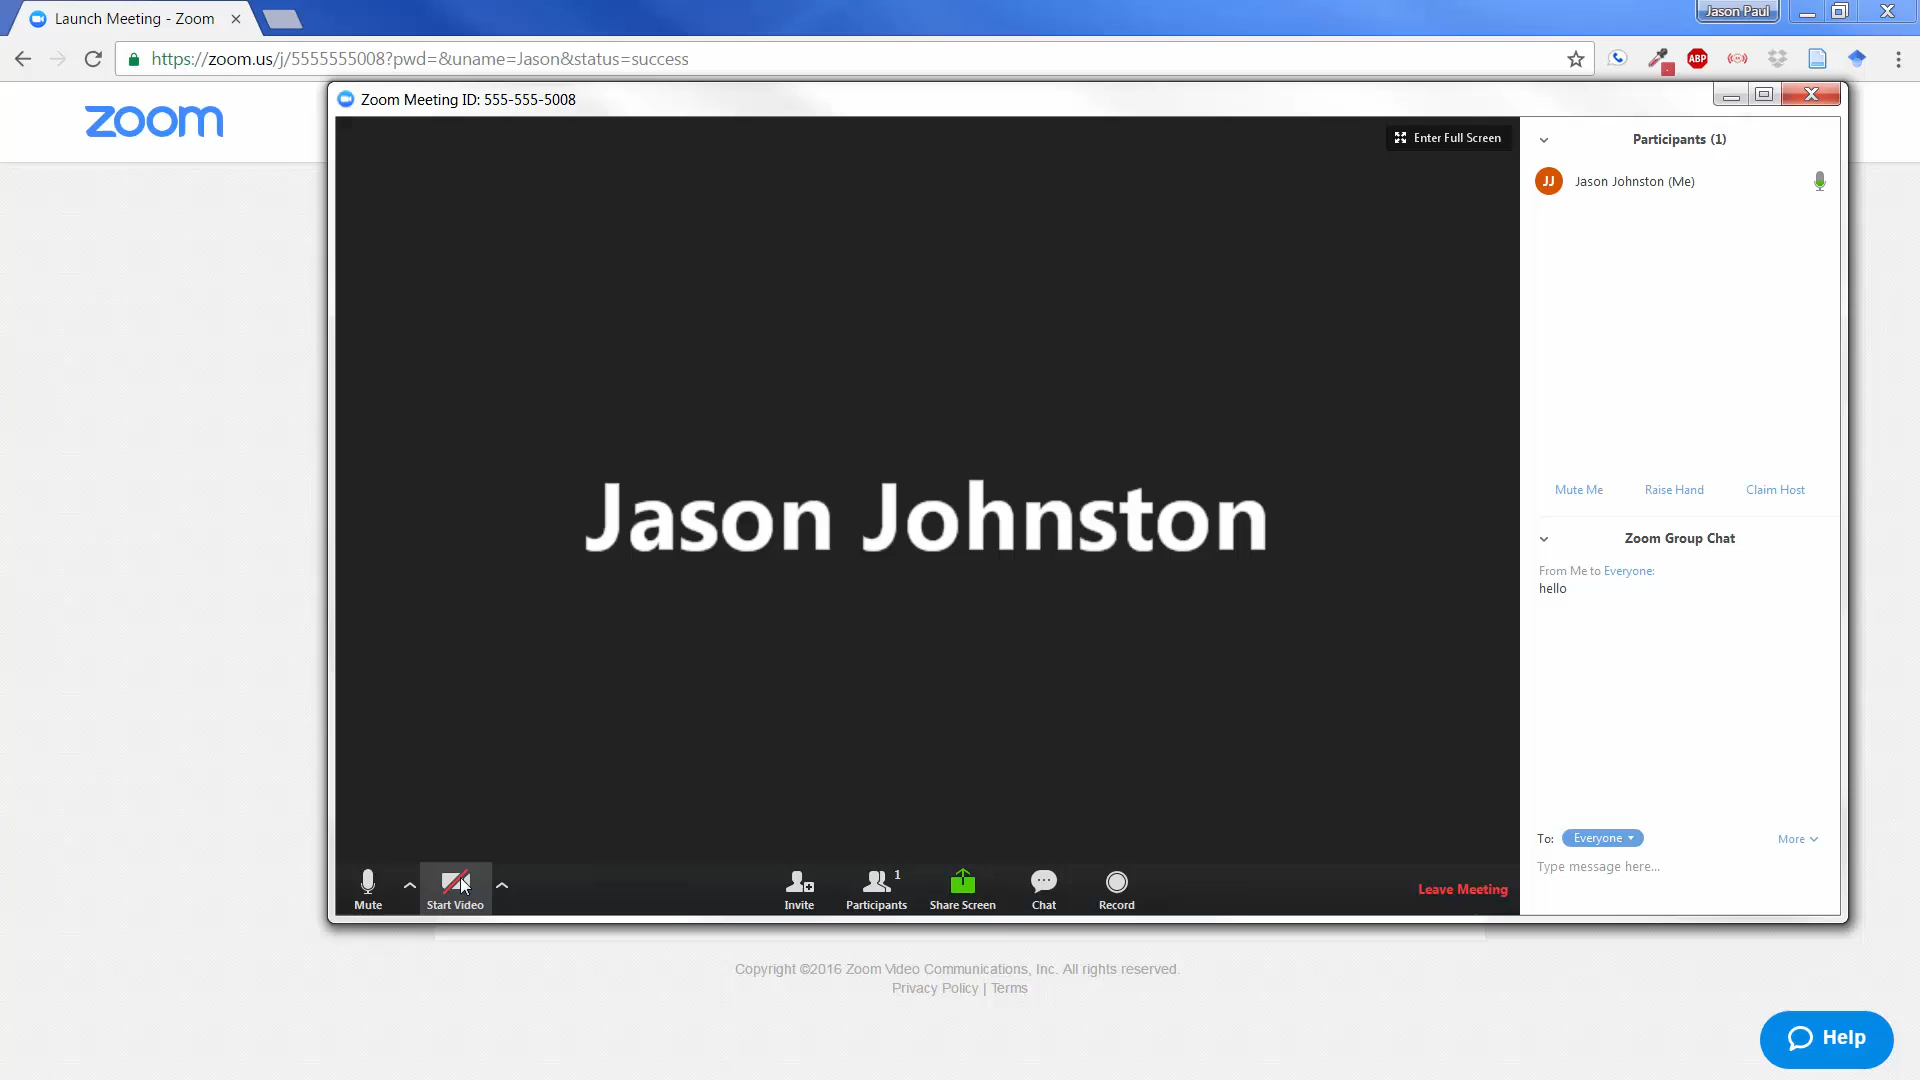 Launch Meeting - Zoom
Jason Paul
https://zoom.us/j/5555555008?pwd=&uname=Jason&status=success
ABP
zoom
Zoom Meeting ID: 555-555-5008
Enter Full Screen
Participants (1)
JJ
Jason Johnston (Me)
Jason Johnston
Mute Me
Raise Hand
Claim Host
Zoom Group Chat
From Me to Everyone:
hello
To: Everyone
More
Type message here...
Mute
Start Video
Invite
1
Participants
Share Screen
Chat
Record
Leave Meeting
Copyright ©2016 Zoom Video Communications, Inc. All rights reserved.
Privacy Policy | Terms
Help